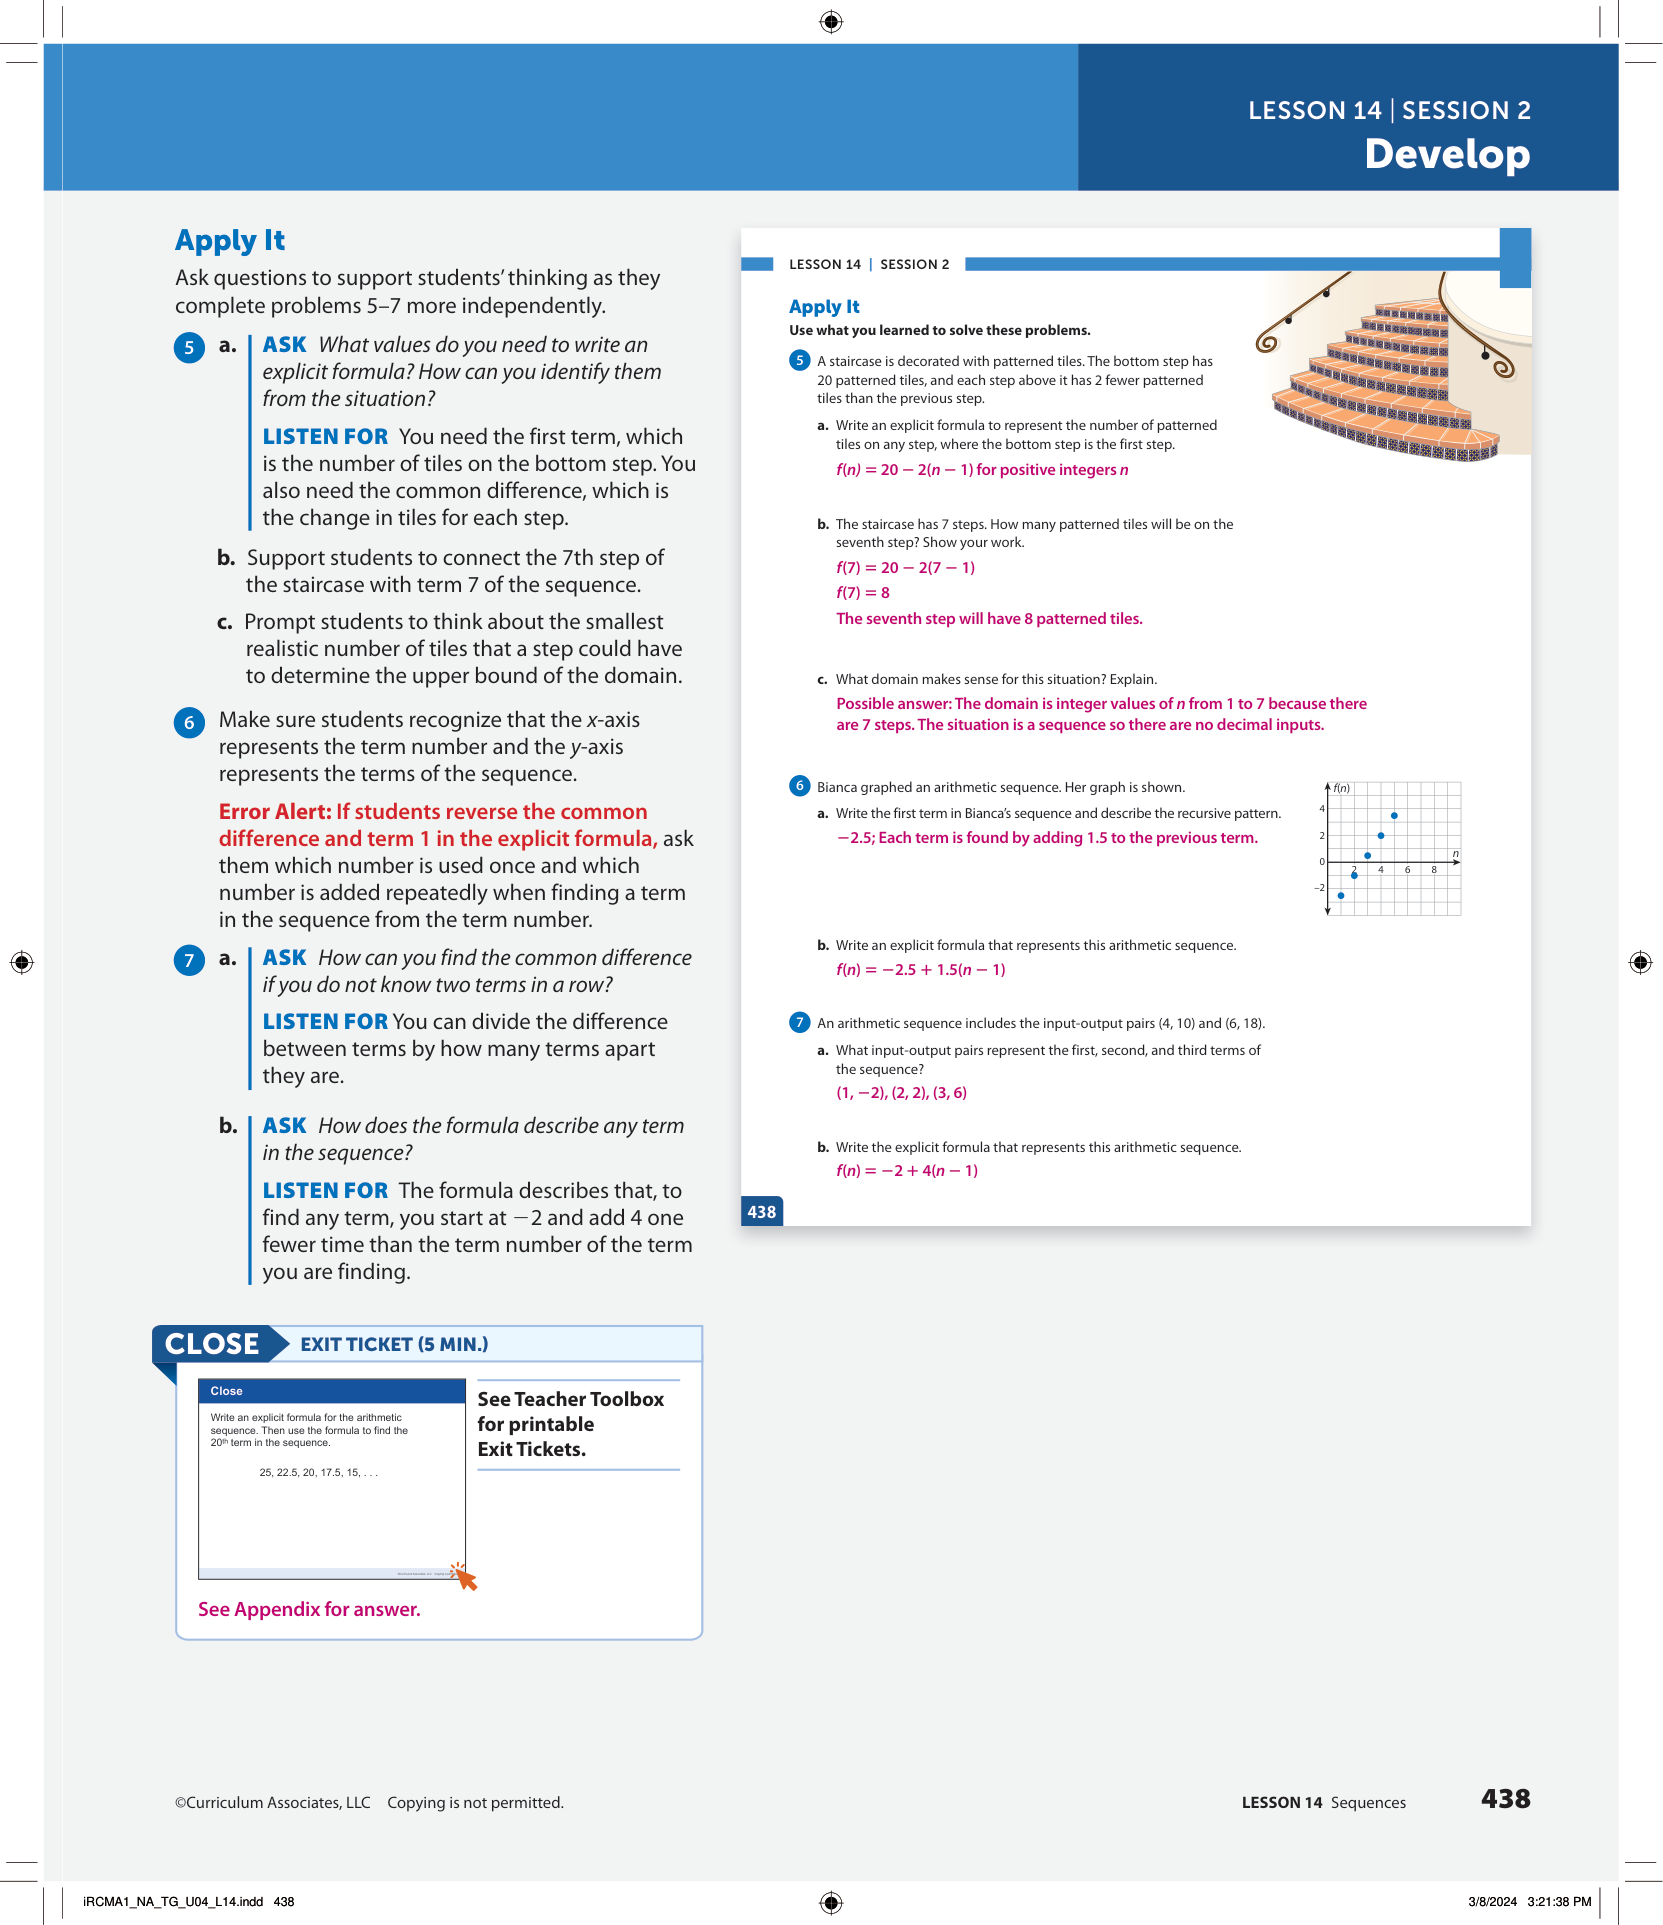 LESSON 14 | SESSION 2
Develop
Apply It
Ask questions to support students’ thinking as they
complete problems 5–7 more independently.
5 a. ASK What values do you need to write an
explicit formula? How can you identify them
from the situation?
LISTEN FOR You need the first term, which
is the number of tiles on the bottom step. You
also need the common difference, which is
the change in tiles for each step.
b. Support students to connect the 7th step of
the staircase with term 7 of the sequence.
c. Prompt students to think about the smallest
realistic number of tiles that a step could have
to determine the upper bound of the domain.
6 Make sure students recognize that the x-axis
represents the term number and the y-axis
represents the terms of the sequence.
Error Alert: If students reverse the common
difference and term 1 in the explicit formula, ask
them which number is used once and which
number is added repeatedly when finding a term
in the sequence from the term number.
7 a. ASK How can you find the common difference
if you do not know two terms in a row?
LISTEN FOR You can divide the difference
between terms by how many terms apart
they are.
b. ASK How does the formula describe any term
in the sequence?
LISTEN FOR The formula describes that, to
find any term, you start at −2 and add 4 one
fewer time than the term number of the term
you are finding.
CLOSE EXIT TICKET (5 MIN.)
Close
Write an explicit formula for the arithmetic
sequence. Then use the formula to find the
20th term in the sequence.
25, 22.5, 20, 17.5, 15, . . .
See Teacher Toolbox
for printable
Exit Tickets.
See Appendix for answer.
LESSON 14 | SESSION 2
Apply It
Use what you learned to solve these problems.
5 A staircase is decorated with patterned tiles. The bottom step has
20 patterned tiles, and each step above it has 2 fewer patterned
tiles than the previous step.
a. Write an explicit formula to represent the number of patterned
tiles on any step, where the bottom step is the first step.
f(n) = 20 − 2(n − 1) for positive integers n
b. The staircase has 7 steps. How many patterned tiles will be on the
seventh step? Show your work.
f(7) = 20 − 2(7 − 1)
f(7) = 8
The seventh step will have 8 patterned tiles.
c. What domain makes sense for this situation? Explain.
Possible answer: The domain is integer values of n from 1 to 7 because there
are 7 steps. The situation is a sequence so there are no decimal inputs.
6 Bianca graphed an arithmetic sequence. Her graph is shown.
a. Write the first term in Bianca’s sequence and describe the recursive pattern.
−2.5; Each term is found by adding 1.5 to the previous term.
f(n)
4
2
0
n
2 4 6 8
−2
b. Write an explicit formula that represents this arithmetic sequence.
f(n) = −2.5 + 1.5(n − 1)
7 An arithmetic sequence includes the input-output pairs (4, 10) and (6, 18).
a. What input-output pairs represent the first, second, and third terms of
the sequence?
(1, −2), (2, 2), (3, 6)
b. Write the explicit formula that represents this arithmetic sequence.
f(n) = −2 + 4(n − 1)
438
©Curriculum Associates, LLC Copying is not permitted.
LESSON 14 Sequences 438
iRCMA1_NA_TG_U04_L14.indd 438
3/8/2024 3:21:38 PM